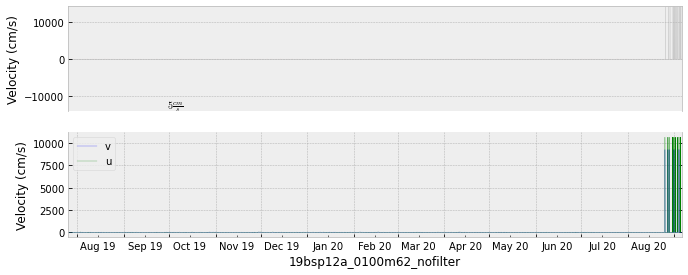 10000
0
−10000
Velocity (cm/s)
5 cm/s
10000
7500
5000
2500
0
Velocity (cm/s)
v
u
Aug 19 Sep 19 Oct 19 Nov 19 Dec 19 Jan 20 Feb 20 Mar 20 Apr 20 May 20 Jun 20 Jul 20 Aug 20
19bsp12a_0100m62_nofilter